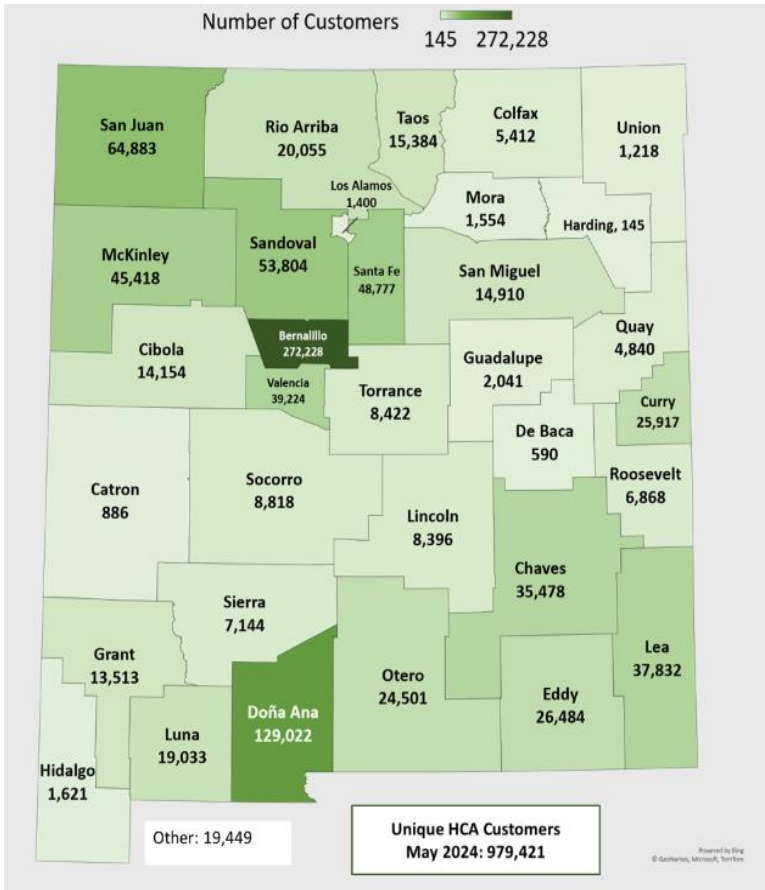 Number of Customers
145 272,228
San Juan
64,883
Rio Arriba
20,055
Taos
15,384
Colfax
5,412
Union
1,218
Los Alamos
1,400
Mora
1,554
Harding, 145
McKinley
45,418
Sandoval
53,804
Santa Fe
48,777
San Miguel
14,910
Quay
4,840
Cibola
14,154
Bernalillo
272,228
Valencia
39,224
Torrance
8,422
Guadalupe
2,041
Curry
25,917
De Baca
590
Roosevelt
6,868
Catron
886
Socorro
8,818
Lincoln
8,396
Chaves
35,478
Sierra
7,144
Grant
13,513
Lea
37,832
Otero
24,501
Eddy
26,484
Doña Ana
129,022
Luna
19,033
Hidalgo
1,621
Other: 19,449
Unique HCA Customers
May 2024: 979,421
Powered by Bing
© GeoNames, Microsoft, TomTom